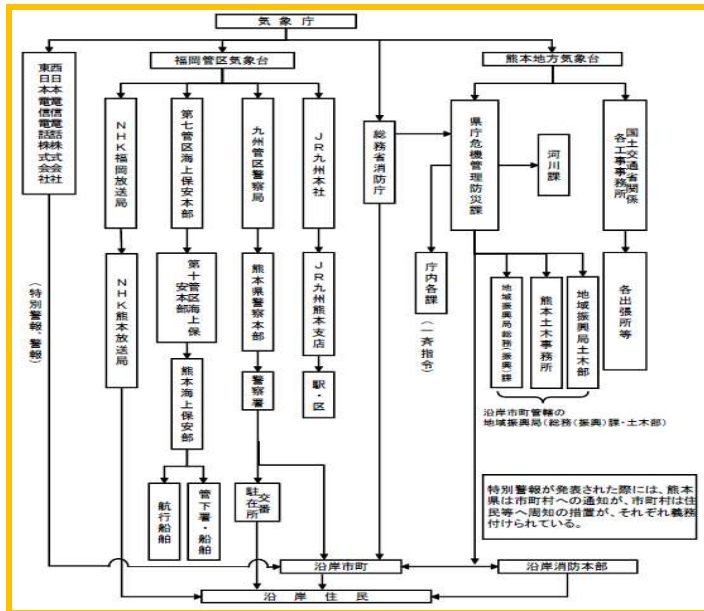 気象庁
福岡管区気象台
熊本地方気象台
西日本電信電話株式会社
東日本電信電話株式会社
NHK福岡放送局
第七管区海上保安本部
九州管区警察局
JR九州本社
総務省消防庁
県庁危機管理防災課
河川課
国土交通省関係
各工事事務所
NHK熊本放送局
第十管区海上保
安本部
熊本県警察本部
JR九州熊本支店
庁内各課
(一斉指令)
地域振興局総務(振興)課
熊本土木事務所
地域振興局土木部
各出張所等
(特別警報、警報)
熊本海上保安部
警察署
駅・区
沿岸市町管轄の
地域振興局(総務(振興)課・土木部)
航行船舶
管下署・船舶
交番
駐在所
特別警報が発表された際には、熊本
県は市町村への通知が、市町村は住
民等へ周知の措置が、それぞれ義務
付けられている。
沿岸市町
沿岸消防本部
沿岸住民